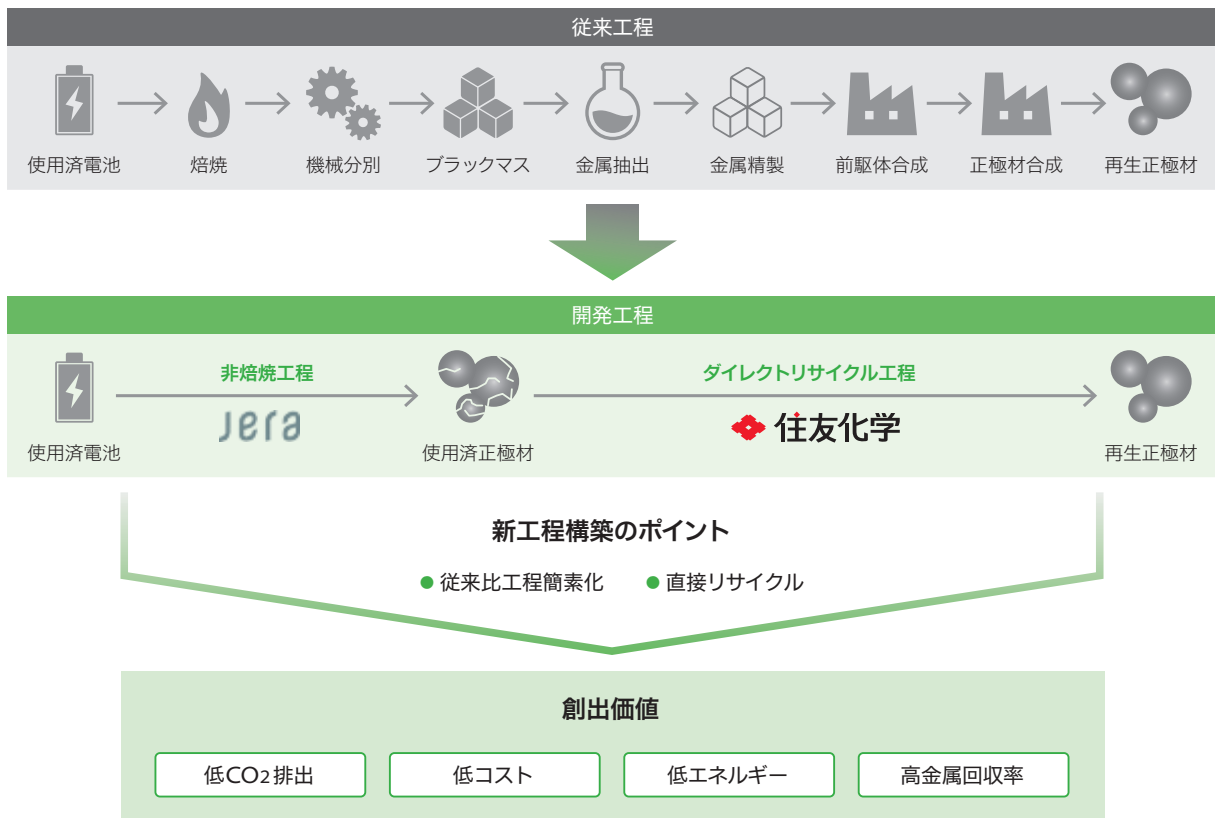 従来工程
使用済電池
焙焼
機械分別
ブラックマス
金属抽出
金属精製
前駆体合成
正極材合成
再生正極材
開発工程
非焙焼工程
ダイレクトリサイクル工程
jera
住友化学
使用済電池
使用済正極材
再生正極材
新工程構築のポイント
● 従来比工程簡素化 ● 直接リサイクル
創出価値
低CO2排出
低コスト
低エネルギー
高金属回収率